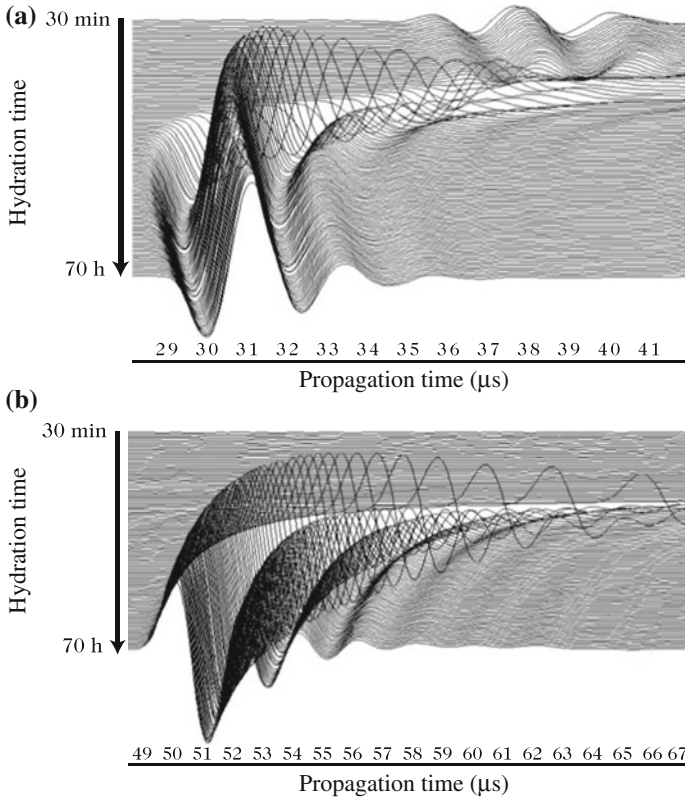 (a)
30 min
Hydration time
70 h
29 30 31 32 33 34 35 36 37 38 39 40 41
Propagation time (μs)
(b)
30 min
Hydration time
70 h
49 50 51 52 53 54 55 56 57 58 59 60 61 62 63 64 65 66 67
Propagation time (μs)